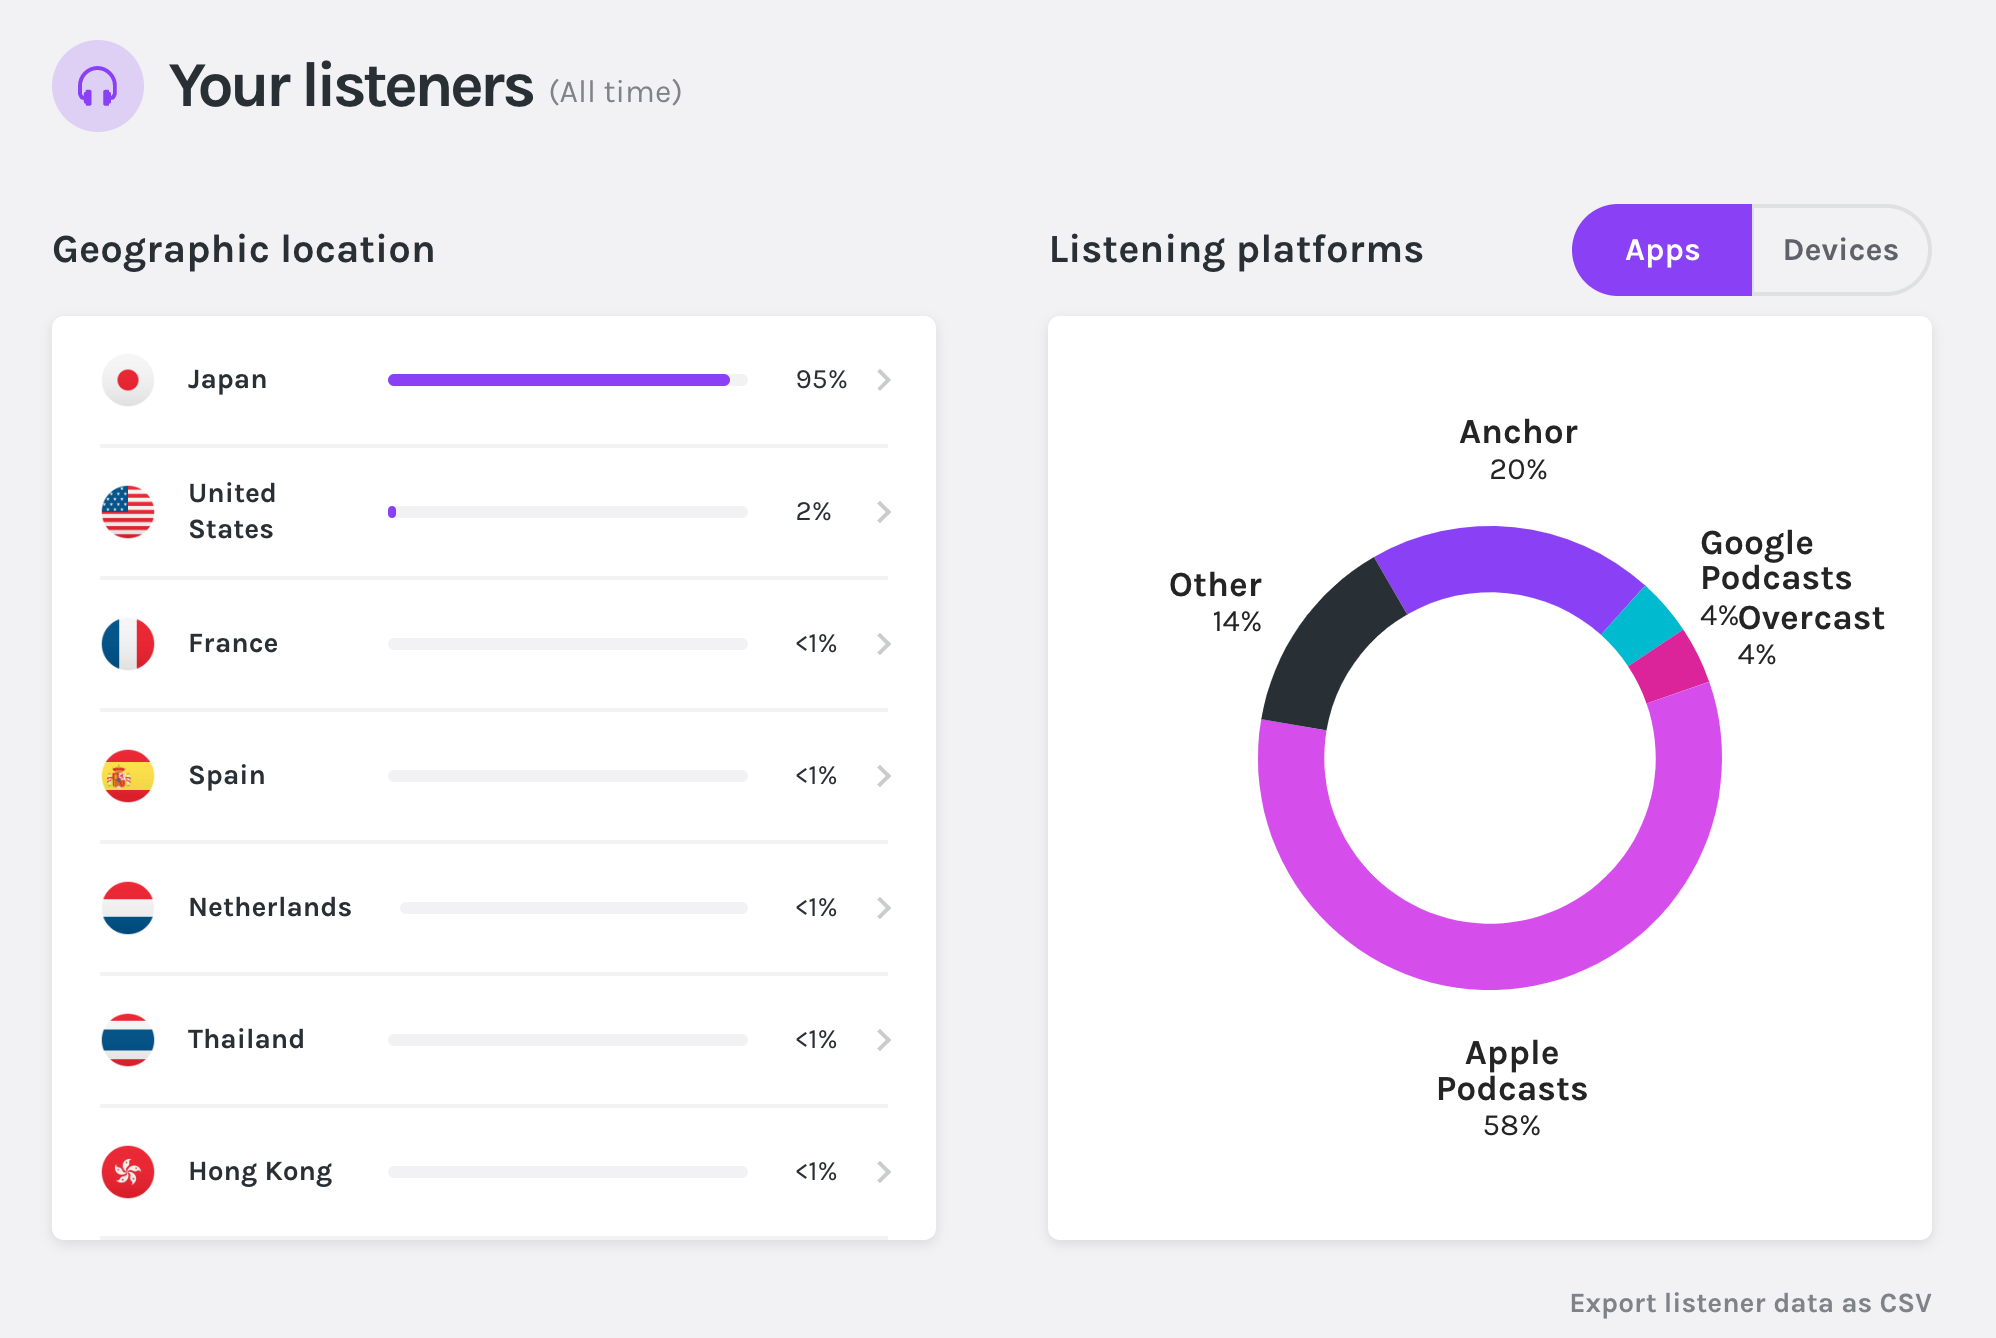 Your listeners (All time)
Geographic location
Japan 95%
United
States
2%
France <1%
Spain <1%
Netherlands <1%
Thailand <1%
Hong Kong <1%
Listening platforms
Apps Devices
Anchor
20%
Google
Podcasts
4%
Overcast
4%
Other
14%
Apple
Podcasts
58%
Export listener data as CSV